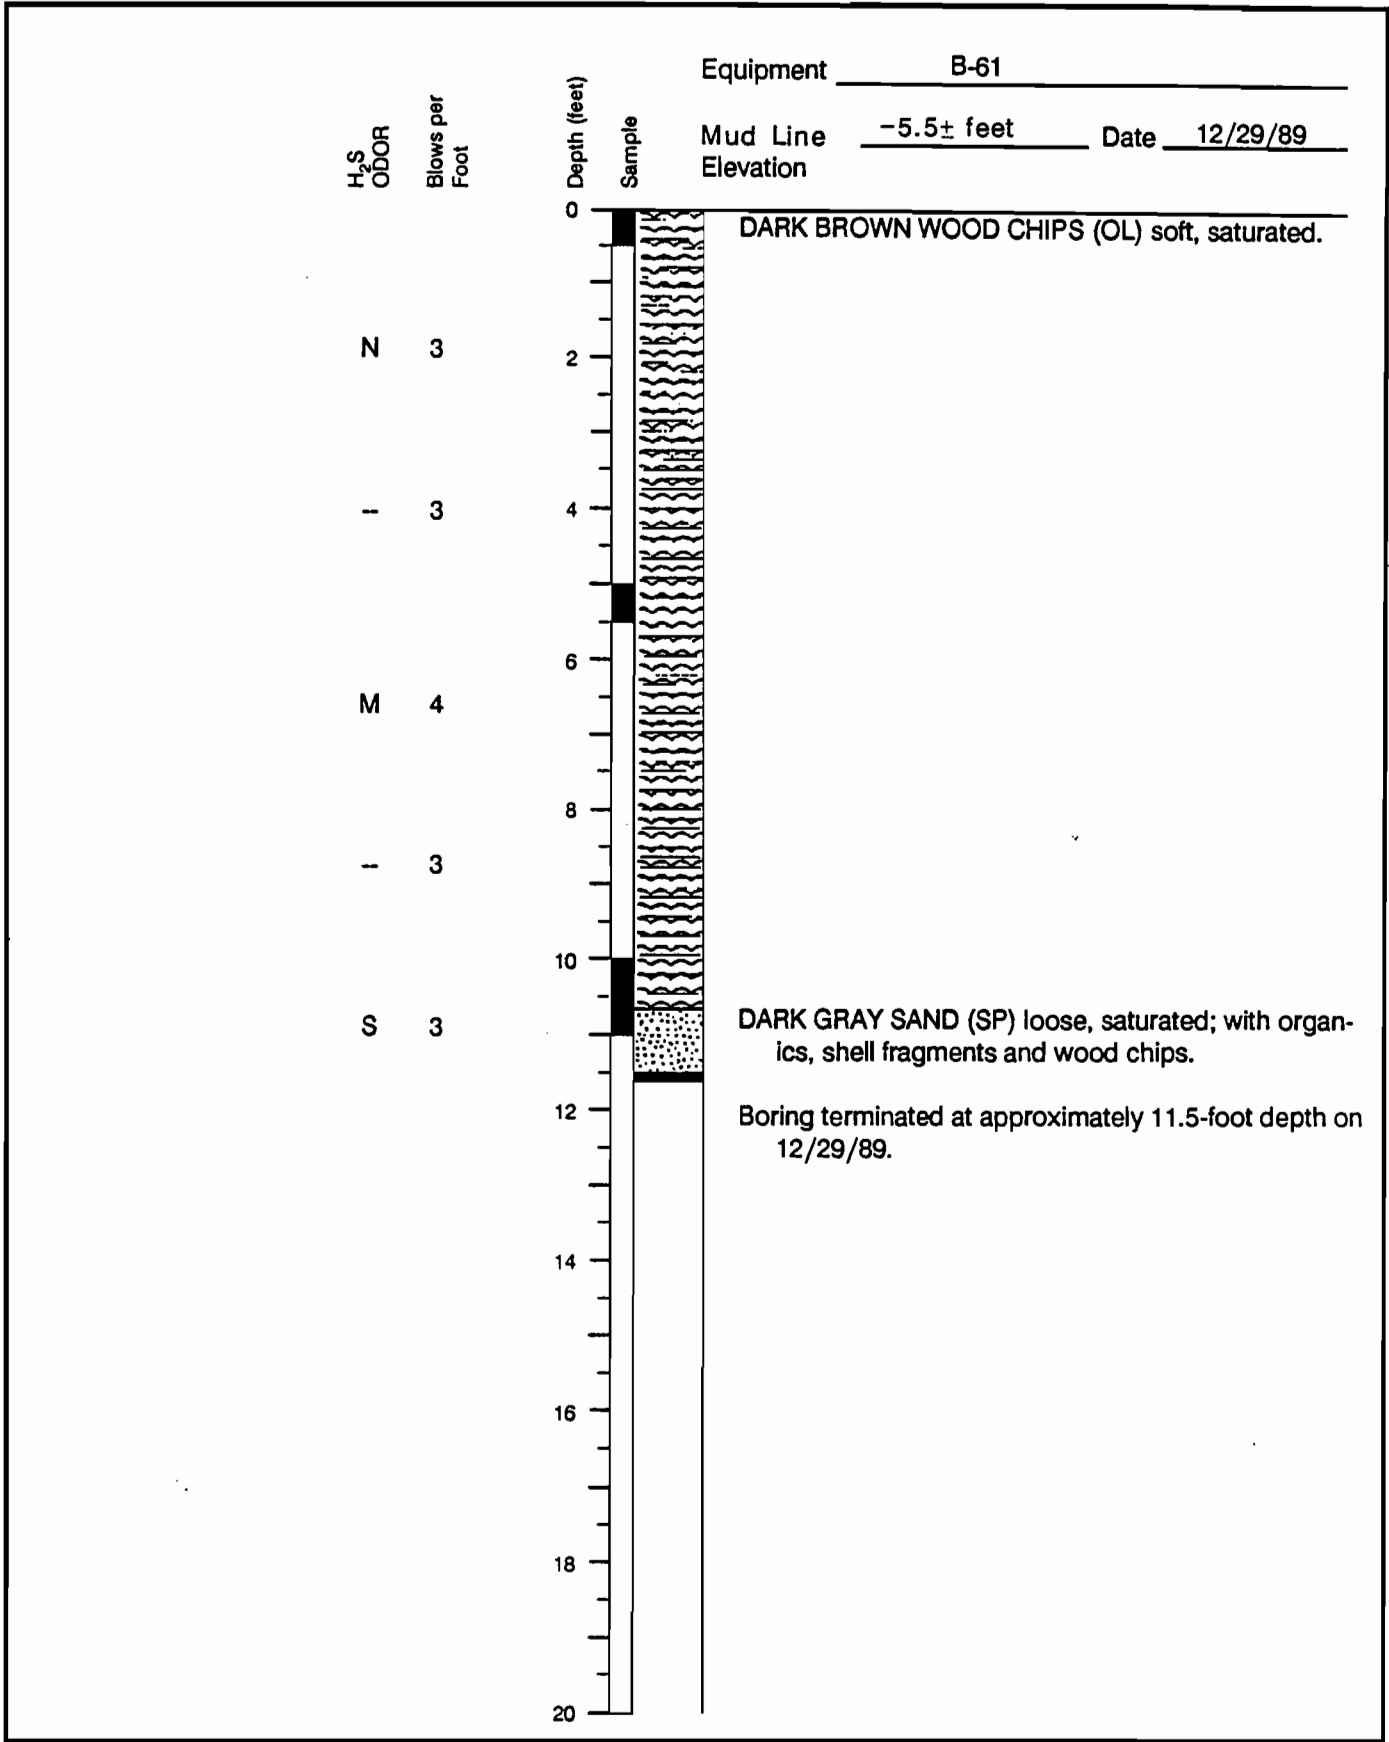 Equipment B-61
Mud Line Elevation -5.5± feet Date 12/29/89
H₂S ODOR
Blows per Foot
Depth (feet)
Sample
0
DARK BROWN WOOD CHIPS (OL) soft, saturated.
N 3 2
-- 3 4
6
M 4
8
-- 3
10
S 3
DARK GRAY SAND (SP) loose, saturated; with organ-
ics, shell fragments and wood chips.
12
Boring terminated at approximately 11.5-foot depth on
12/29/89.
14
16
18
20